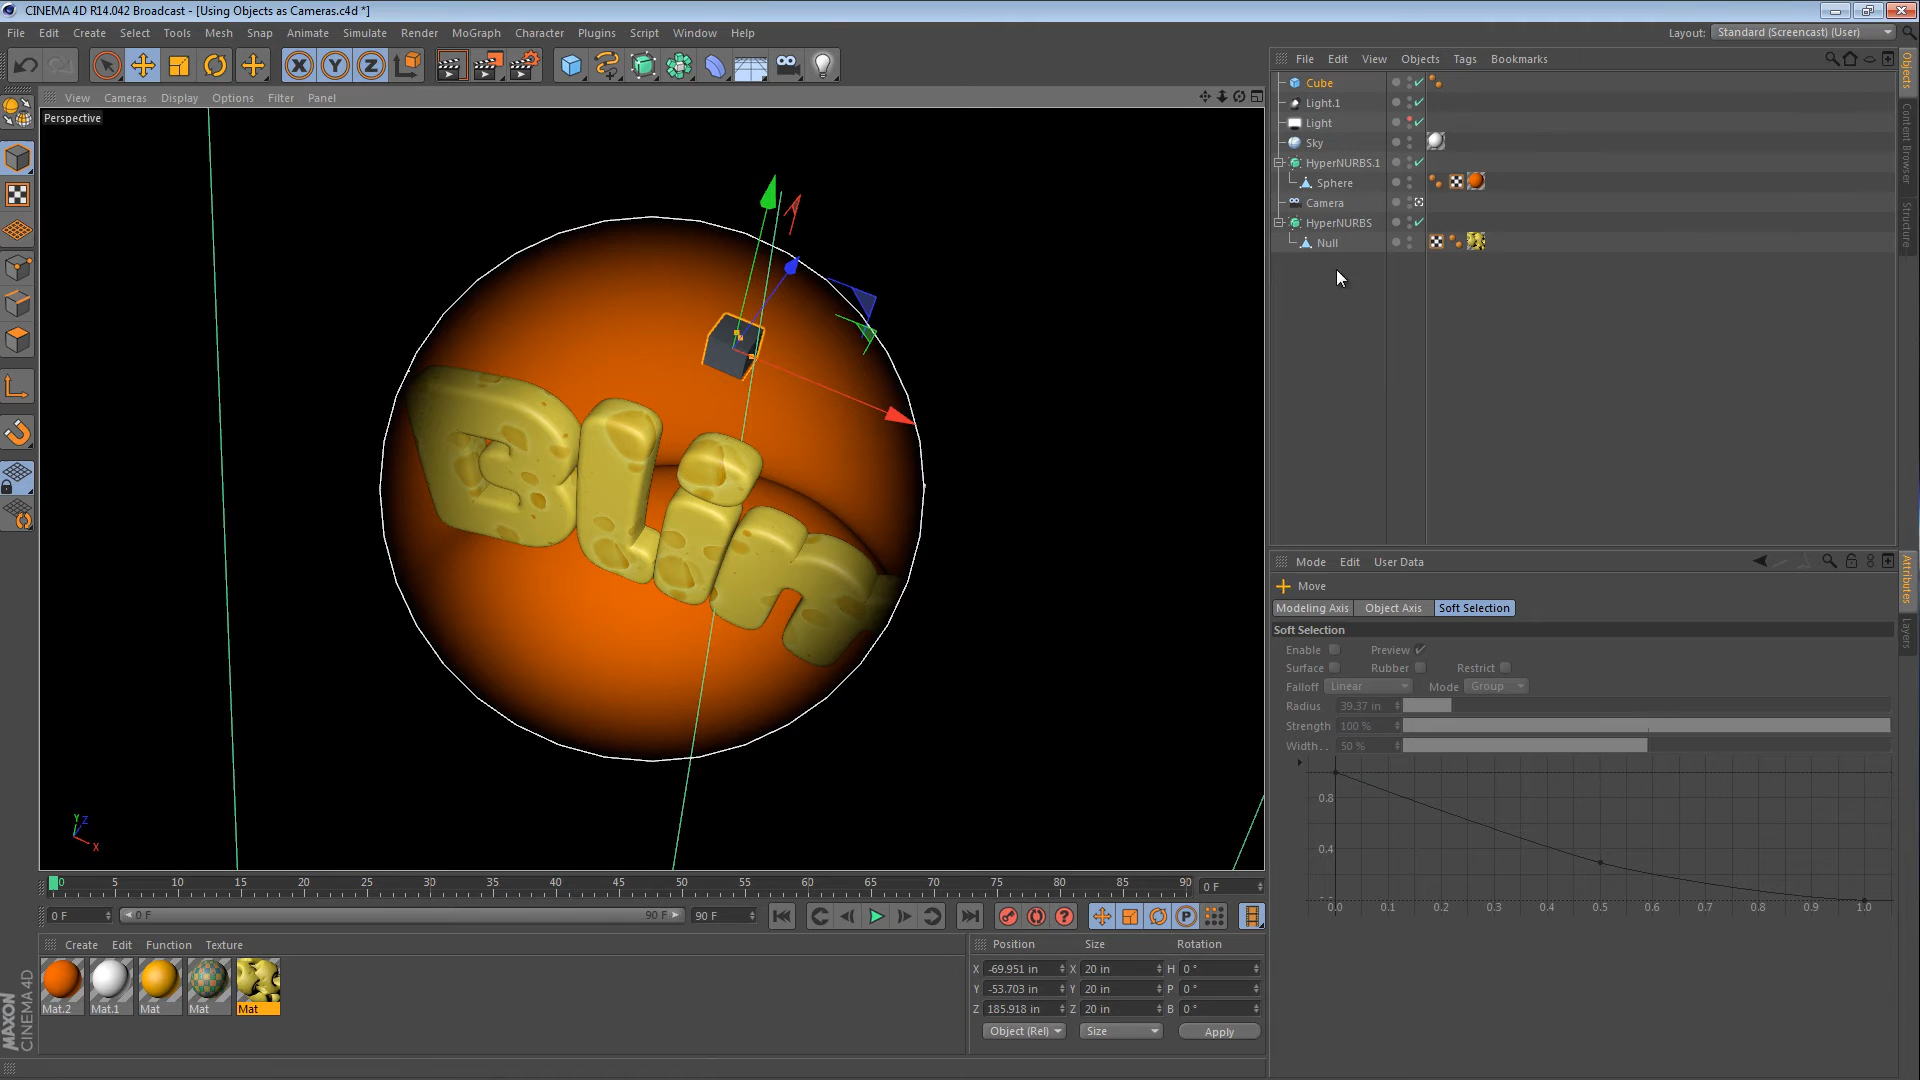 CINEMA 4D R14.042 Broadcast - [Using Objects as Cameras.c4d *]
File Edit Create Select Tools Mesh Snap Animate Simulate Render MoGraph Character Plugins Script Window Help
Layout: Standard (Screencast) (User)
File Edit View Objects Tags Bookmarks
View Cameras Display Options Filter Panel
Perspective
Cube
Light.1
Light
Sky
HyperNURBS.1
Sphere
Camera
HyperNURBS
Null
Objects
Content Browser
Structure
BLin
Y Z
X
Mode Edit User Data
Move
Modeling Axis Object Axis Soft Selection
Soft Selection
Enable Preview
Surface Rubber Restrict
Falloff Linear Mode Group
Radius 39.37 in
Strength 100 %
Width.. 50 %
0.8
0.4
0.0 0.1 0.2 0.3 0.4 0.5 0.6 0.7 0.8 0.9 1.0
Attributes
Layers
0 5 10 15 20 25 30 35 40 45 50 55 60 65 70 75 80 85 90 0 F
0 F 0 F 90 F 90 F
Create Edit Function Texture
Mat.2 Mat.1 Mat Mat Mat
Position Size Rotation
X -69.951 in X 20 in H 0 °
Y -53.703 in Y 20 in P 0 °
Z 185.918 in Z 20 in B 0 °
Object (Rel) Size Apply
MAXON
CINEMA 4D